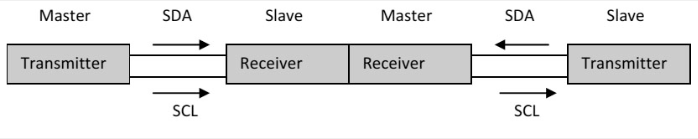 Master SDA Slave Master SDA Slave
Transmitter Receiver Receiver Transmitter
SCL SCL